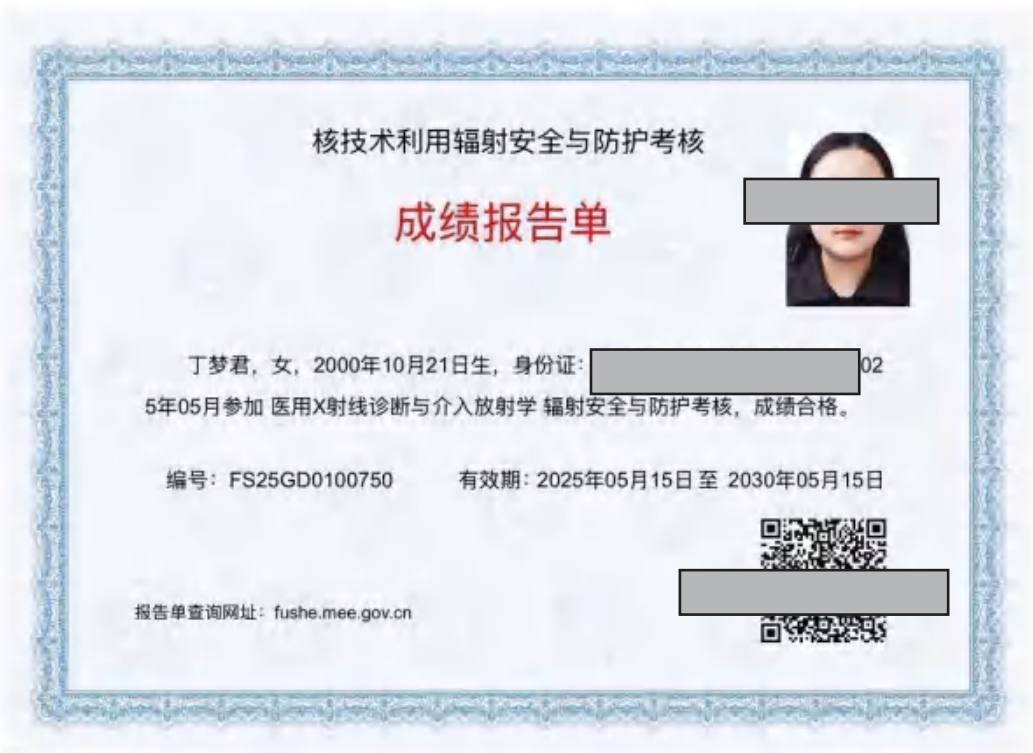 核技术利用辐射安全与防护考核
成绩报告单
丁梦君，女，2000年10月21日生，身份证：02
5年05月参加 医用X射线诊断与介入放射学 辐射安全与防护考核，成绩合格。
编号：FS25GD0100750 有效期：2025年05月15日 至 2030年05月15日
报告单查询网址：fushe.mee.gov.cn